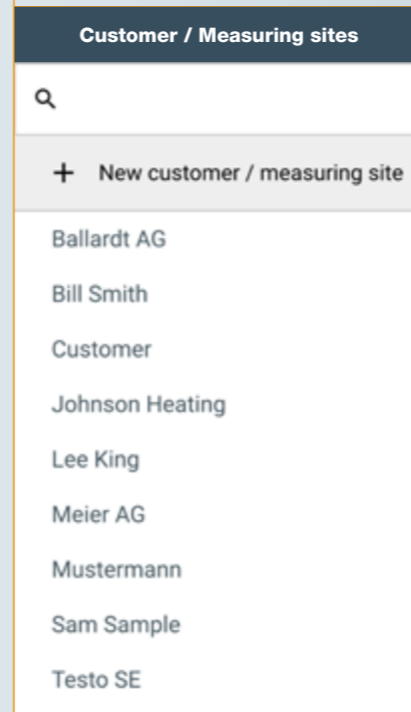 Customer / Measuring sites
+ New customer / measuring site
Ballardt AG
Bill Smith
Customer
Johnson Heating
Lee King
Meier AG
Mustermann
Sam Sample
Testo SE